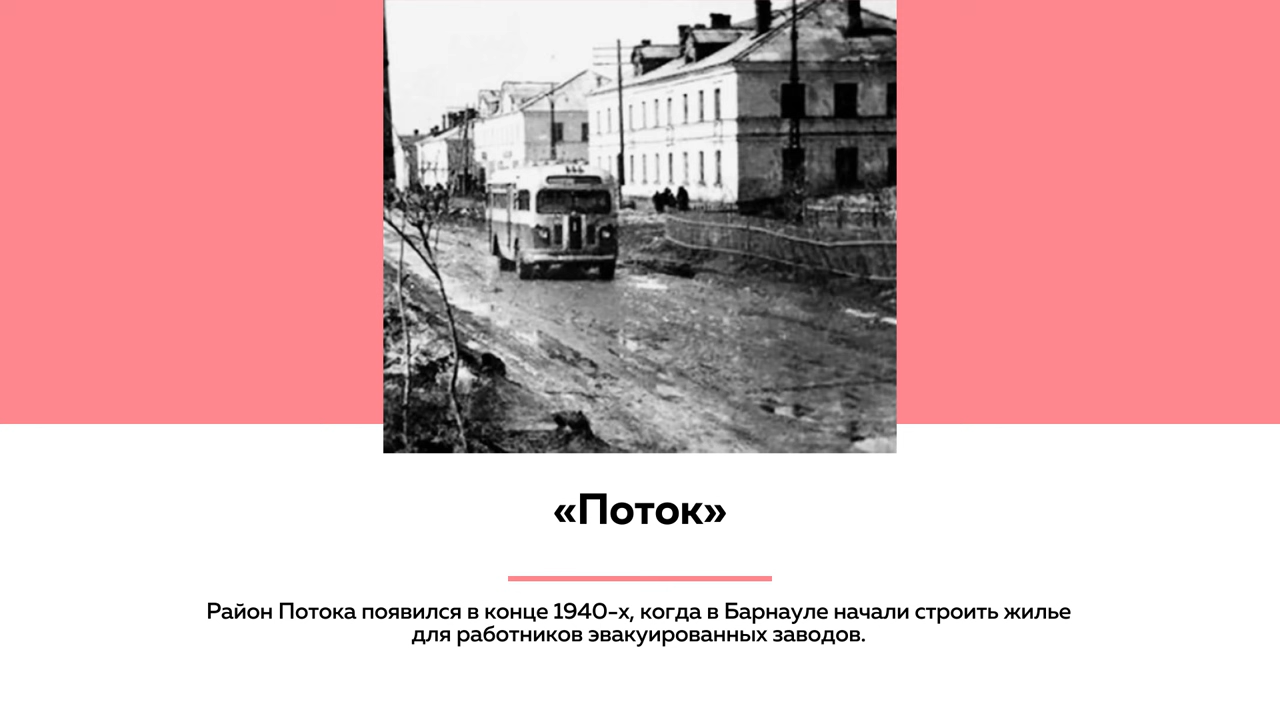 «Поток»
Район Потока появился в конце 1940-х, когда в Барнауле начали строить жилье
для работников эвакуированных заводов.